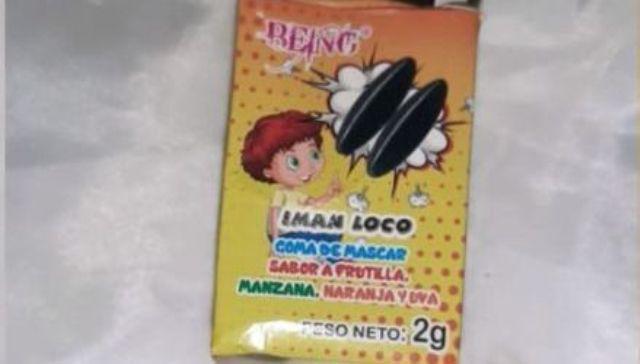 BEING®
IMAN LOCO
GOMA DE MASCAR
SABOR A FRUTILLA,
MANZANA, NARANJA Y UVA
PESO NETO: 2g